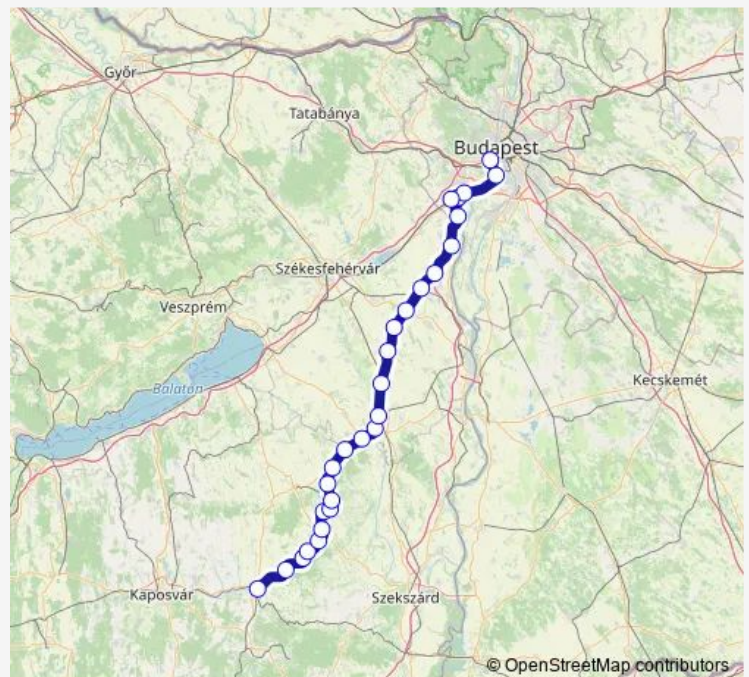 Győr
Tatabánya
Budapest
Székesfehérvár
Veszprém
Balaton
Kecskemét
Kaposvár
Szekszárd
© OpenStreetMap contributors